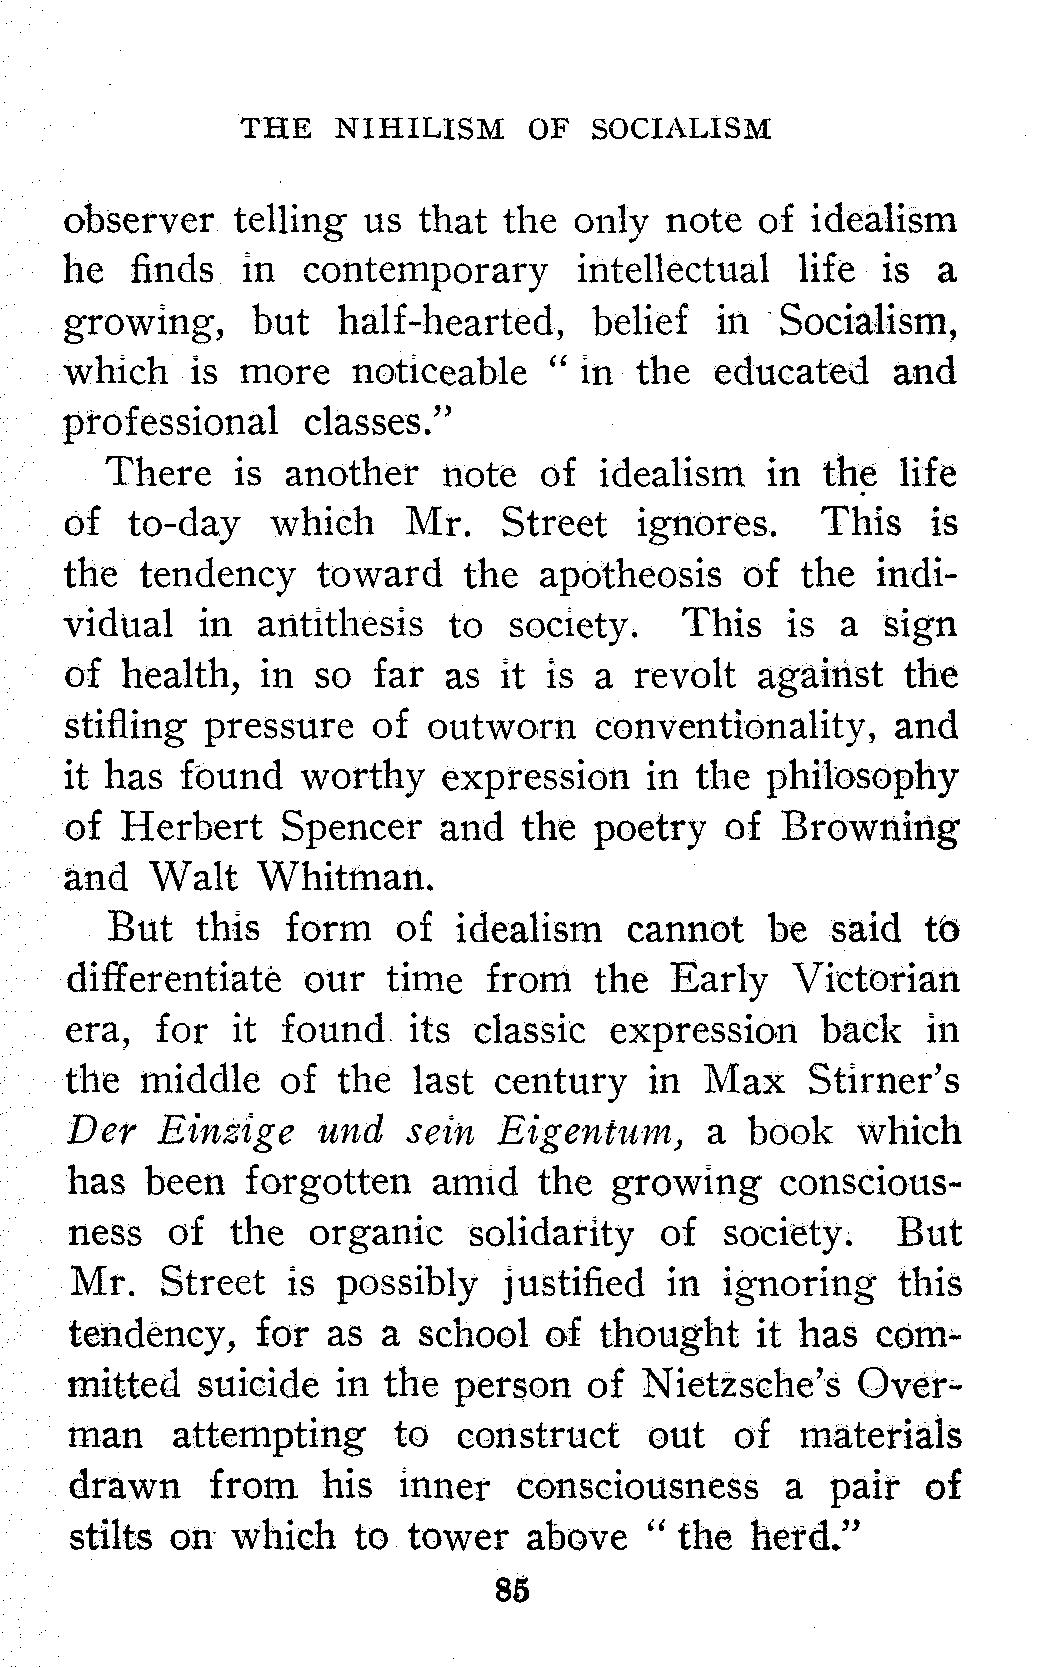 THE NIHILISM OF SOCIALISM
observer telling us that the only note of idealism
he finds in contemporary intellectual life is a
growing, but half-hearted, belief in Socialism,
which is more noticeable “ in the educated and
professional classes.”
There is another note of idealism in the life
of to-day which Mr. Street ignores. This is
the tendency toward the apotheosis of the indi-
vidual in antithesis to society. This is a sign
of health, in so far as it is a revolt against the
stifling pressure of outworn conventionality, and
it has found worthy expression in the philosophy
of Herbert Spencer and the poetry of Browning
and Walt Whitman.
But this form of idealism cannot be said to
differentiate our time from the Early Victorian
era, for it found its classic expression back in
the middle of the last century in Max Stirner’s
Der Einzige und sein Eigentum, a book which
has been forgotten amid the growing conscious-
ness of the organic solidarity of society. But
Mr. Street is possibly justified in ignoring this
tendency, for as a school of thought it has com-
mitted suicide in the person of Nietzsche’s Over-
man attempting to construct out of materials
drawn from his inner consciousness a pair of
stilts on which to tower above “ the herd.”
85